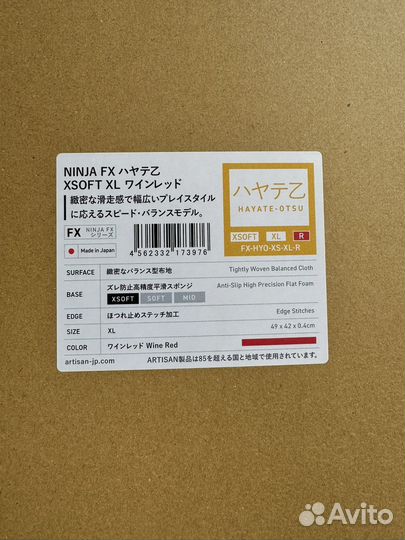 NINJA FX ハヤテ乙
XSOFT XL ワインレッド
緻密な滑走感で幅広いプレイスタイル
に応えるスピード・バランスモデル。
FX NINJA FX シリーズ
Made in Japan
4 562332 173976
ハヤテ乙
HAYATE-OTSU
XSOFT XL R
FX-HYO-XS-XL-R
SURFACE 緻密なバランス型布地 Tightly Woven Balanced Cloth
BASE ズレ防止高精度平滑スポンジ Anti-Slip High Precision Flat Foam
XSOFT SOFT MID
EDGE ほつれ止めステッチ加工 Edge Stitches
SIZE XL 49 x 42 x 0.4cm
COLOR ワインレッド Wine Red
artisan-jp.com ARTISAN製品は85を超える国と地域で使用されています。
Avito